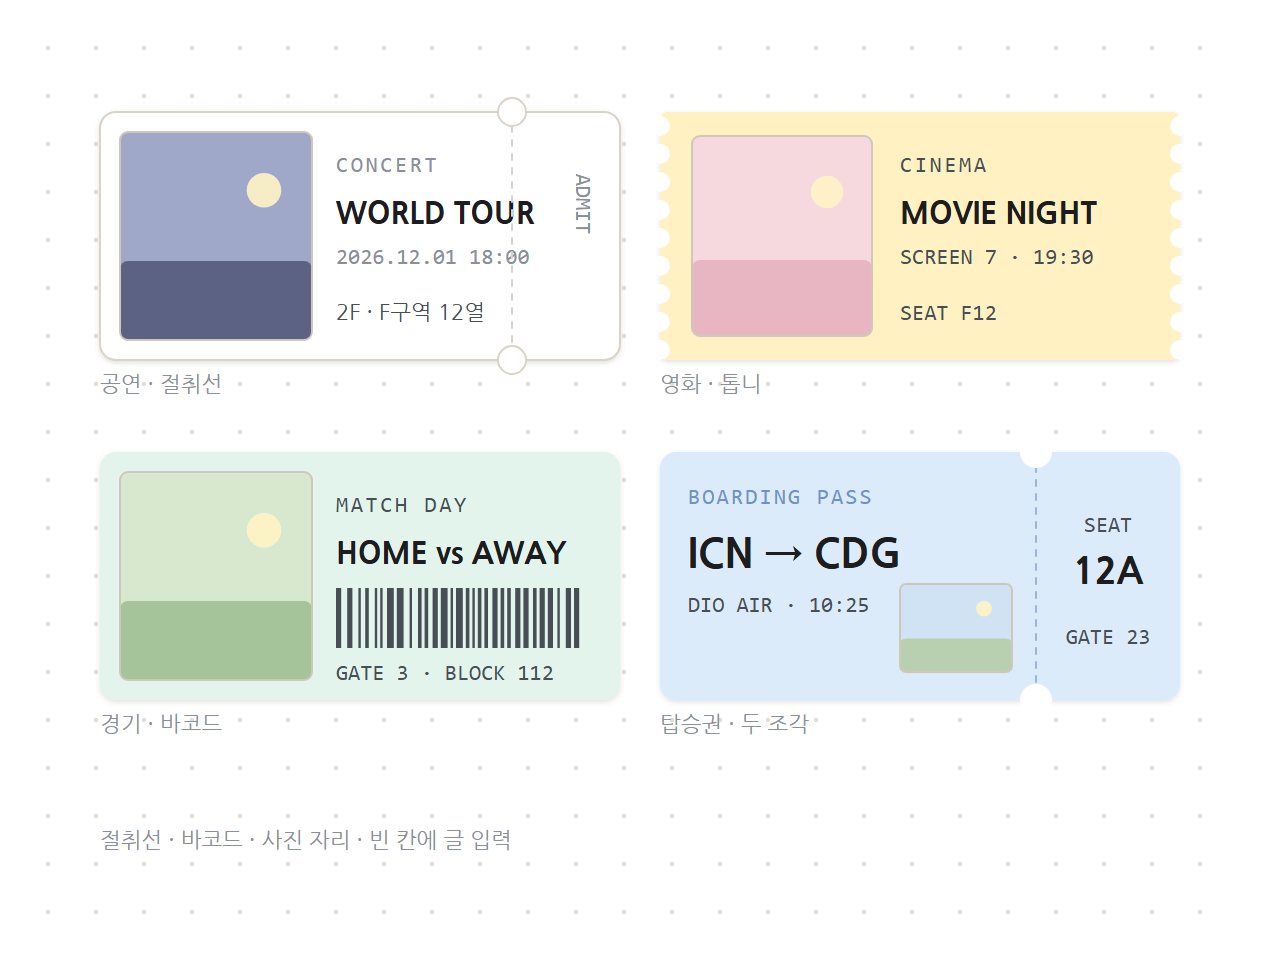 CONCERT
WORLD TOUR
2026.12.01 18:00
2F · F구역 12열
ADMIT
공연 · 절취선
CINEMA
MOVIE NIGHT
SCREEN 7 · 19:30
SEAT F12
영화 · 톱니
MATCH DAY
HOME vs AWAY
GATE 3 · BLOCK 112
경기 · 바코드
BOARDING PASS
ICN → CDG
DIO AIR · 10:25
SEAT
12A
GATE 23
탑승권 · 두 조각
절취선 · 바코드 · 사진 자리 · 빈 칸에 글 입력